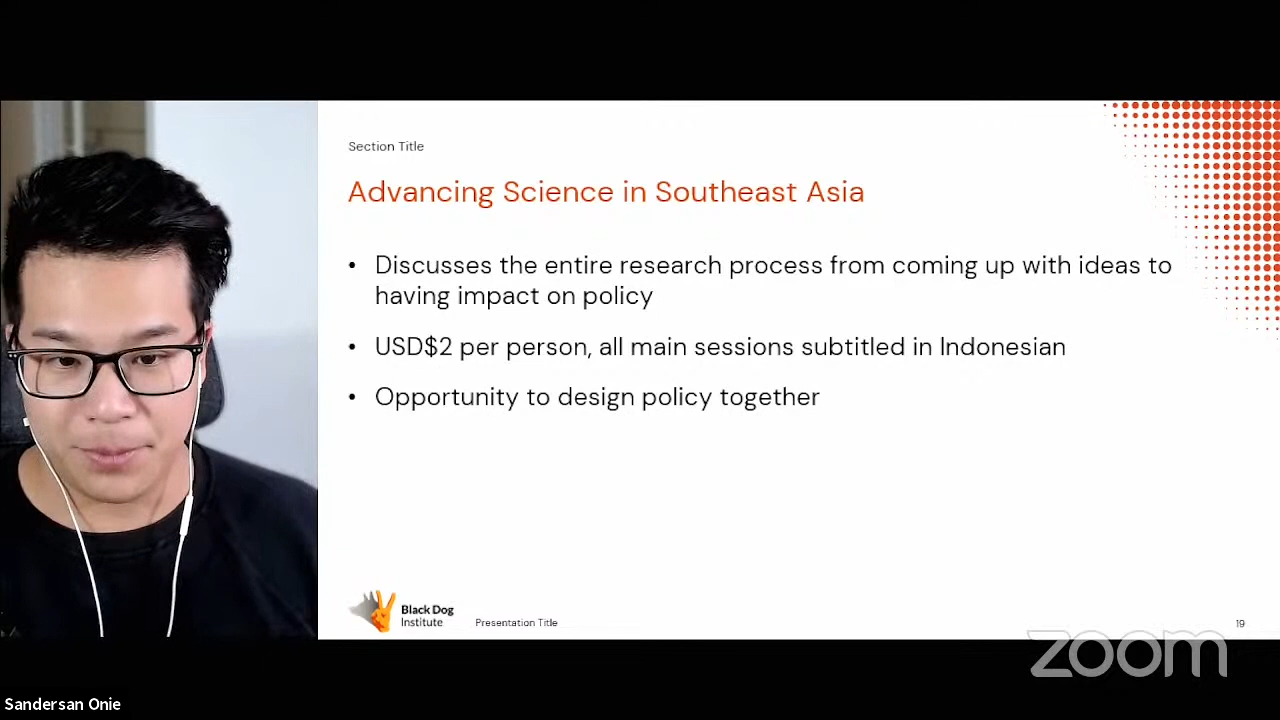 Section Title
Advancing Science in Southeast Asia
• Discusses the entire research process from coming up with ideas to
having impact on policy
• USD$2 per person, all main sessions subtitled in Indonesian
• Opportunity to design policy together
Black Dog
Institute
Presentation Title
19
zoom
Sandersan Onie